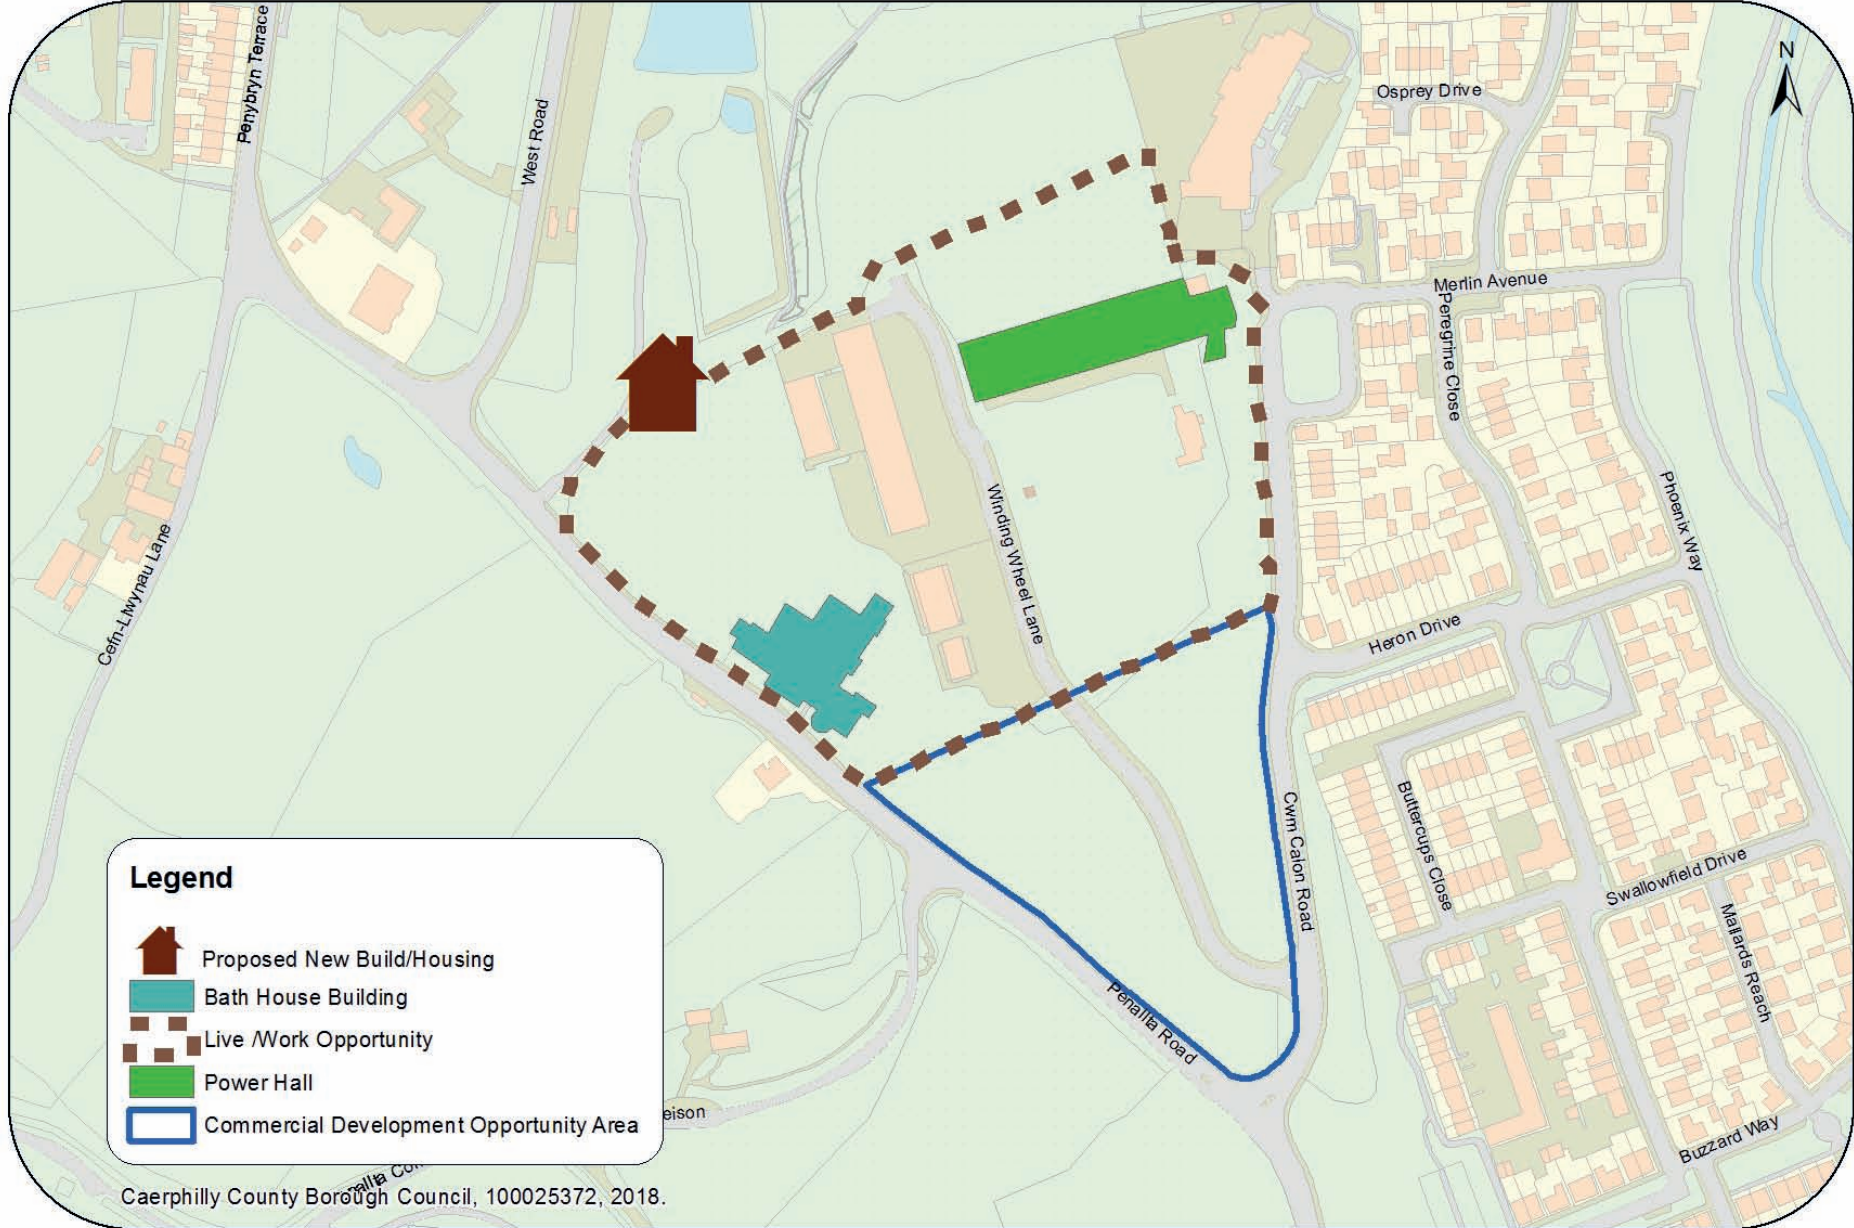 Penybryn Terrace
West Road
Osprey Drive
N
Merlin Avenue
Peregrine Close
Phoenix Way
Cefn-Llwynau Lane
Winding Wheel Lane
Heron Drive
Cwm Calon Road
Buttercups Close
Swallowfield Drive
Mallards Reach
Penallta Road
Buzzard Way
Legend
Proposed New Build/Housing
Bath House Building
Live /Work Opportunity
Power Hall
Commercial Development Opportunity Area
eison
Caerphilly County Borough Council, 100025372, 2018.